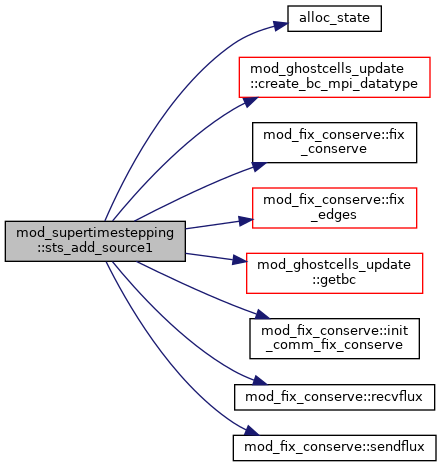 alloc_state
mod_ghostcells_update
::create_bc_mpi_datatype
mod_fix_conserve::fix
_conserve
mod_supertimestepping
::sts_add_source1
mod_fix_conserve::fix
_edges
mod_ghostcells_update
::getbc
mod_fix_conserve::init
_comm_fix_conserve
mod_fix_conserve::recvflux
mod_fix_conserve::sendflux